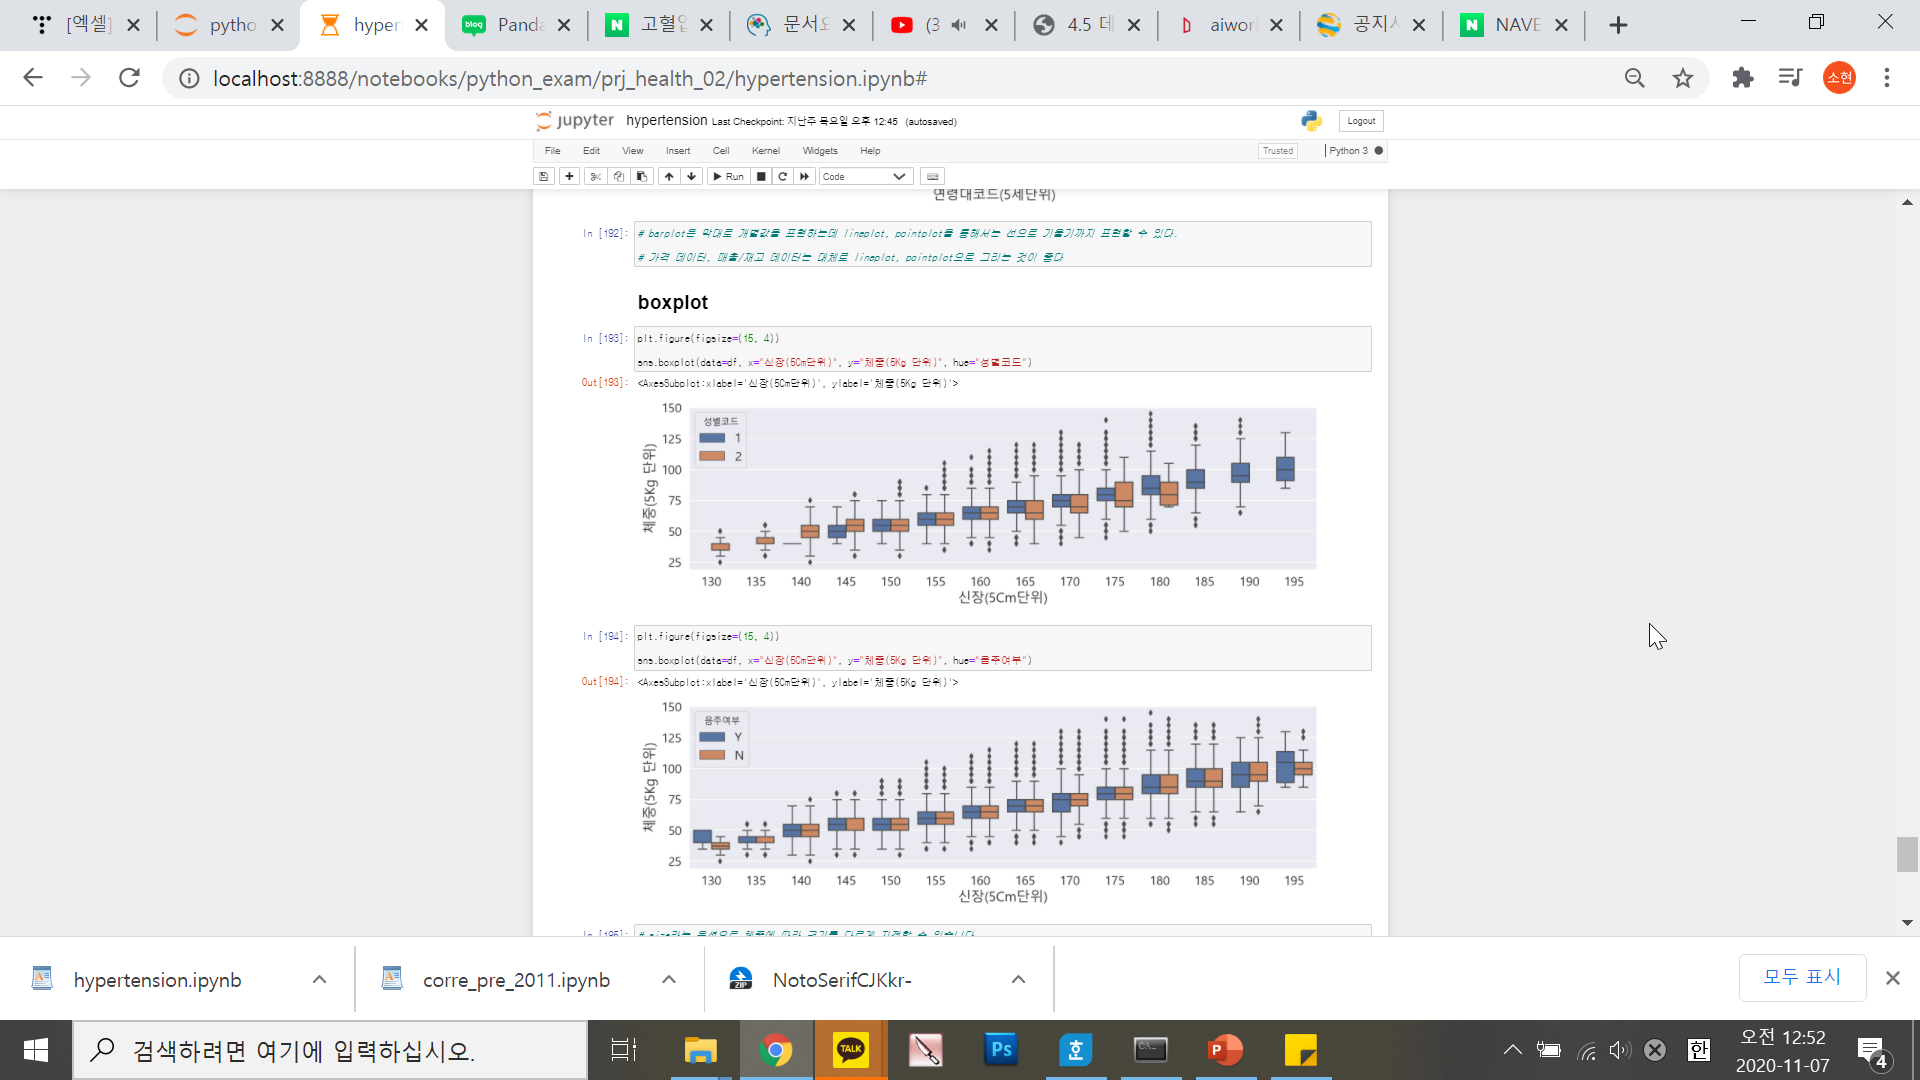 [엑셀]
pytho
hyper
Panda
고혈압
문서요
(3
4.5 데
aiwor
공지사
NAVE
localhost:8888/notebooks/python_exam/prj_health_02/hypertension.ipynb#
소현
jupyter hypertension Last Checkpoint: 지난주 목요일 오후 12:45 (autosaved)
Logout
File Edit View Insert Cell Kernel Widgets Help
Trusted Python 3
Run Code
연령대코드(5세단위)
In [192]: # barplot은 막대로 개별값을 표현하는데 lineplot, pointplot을 통해서는 선으로 기울기까지 표현할 수 있다.
# 가격 데이터, 매출/재고 데이터는 대체로 lineplot, pointplot으로 그리는 것이 좋다
boxplot
In [193]: plt.figure(figsize=(15, 4))
sns.boxplot(data=df, x="신장(5Cm단위)", y="체중(5Kg 단위)", hue="성별코드")
Out[193]: <AxesSubplot:xlabel='신장(5Cm단위)', ylabel='체중(5Kg 단위)'>
성별코드
1
2
150
125
100
75
50
25
체중(5Kg 단위)
130 135 140 145 150 155 160 165 170 175 180 185 190 195
신장(5Cm단위)
In [194]: plt.figure(figsize=(15, 4))
sns.boxplot(data=df, x="신장(5Cm단위)", y="체중(5Kg 단위)", hue="음주여부")
Out[194]: <AxesSubplot:xlabel='신장(5Cm단위)', ylabel='체중(5Kg 단위)'>
음주여부
Y
N
150
125
100
75
50
25
체중(5Kg 단위)
130 135 140 145 150 155 160 165 170 175 180 185 190 195
신장(5Cm단위)
In [195]:
hypertension.ipynb
corre_pre_2011.ipynb
NotoSerifCJKkr-
모두 표시
검색하려면 여기에 입력하십시오.
TALK
Ps
호
P
한
오전 12:52
2020-11-07
4